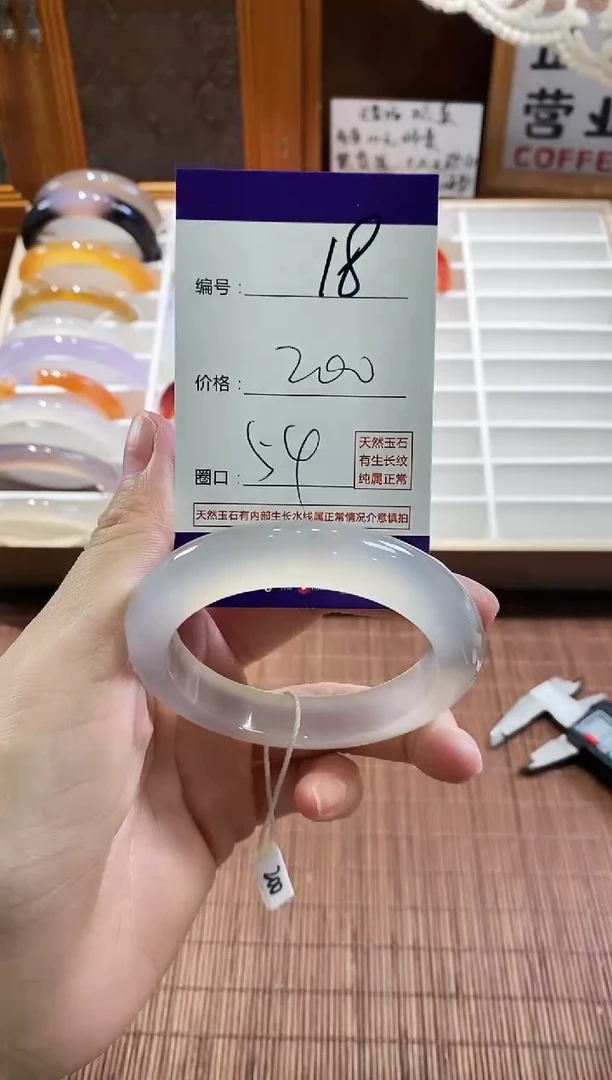 营业
COFFE
编号：18
价格：200
圈口：54
天然玉石
有生长纹
纯属正常
天然玉石有内部生长水线属正常情况介意慎拍
200